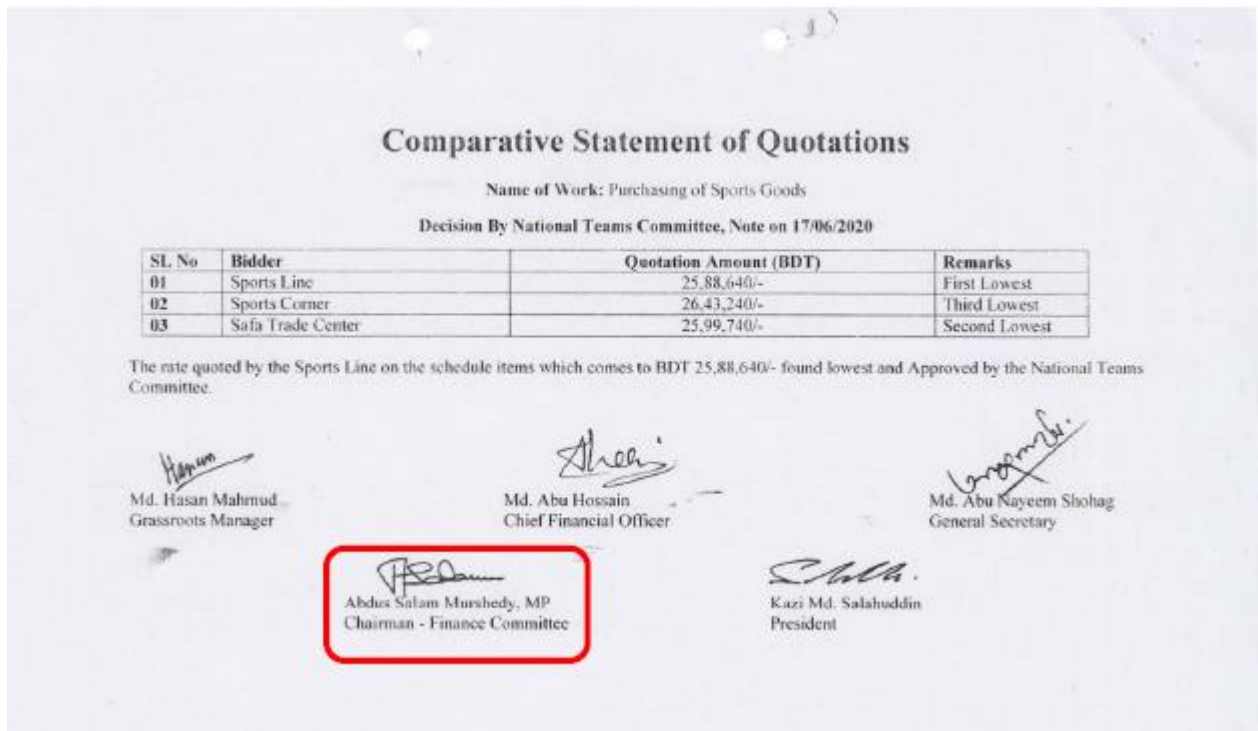 Comparative Statement of Quotations
Name of Work: Purchasing of Sports Goods
Decision By National Teams Committee, Note on 17/06/2020
SL. No Bidder Quotation Amount (BDT) Remarks
01 Sports Line 25,88,640/- First Lowest
02 Sports Corner 26,43,240/- Third Lowest
03 Safa Trade Center 25,99,740/- Second Lowest
The rate quoted by the Sports Line on the schedule items which comes to BDT 25,88,640/- found lowest and Approved by the National Teams
Committee.
Md. Hasan Mahmud Md. Abu Hossain Md. Abu Nayeem Shohag
Grassroots Manager Chief Financial Officer General Secretary
Abdus Salam Murshedy, MP Kazi Md. Salahuddin
Chairman - Finance Committee President